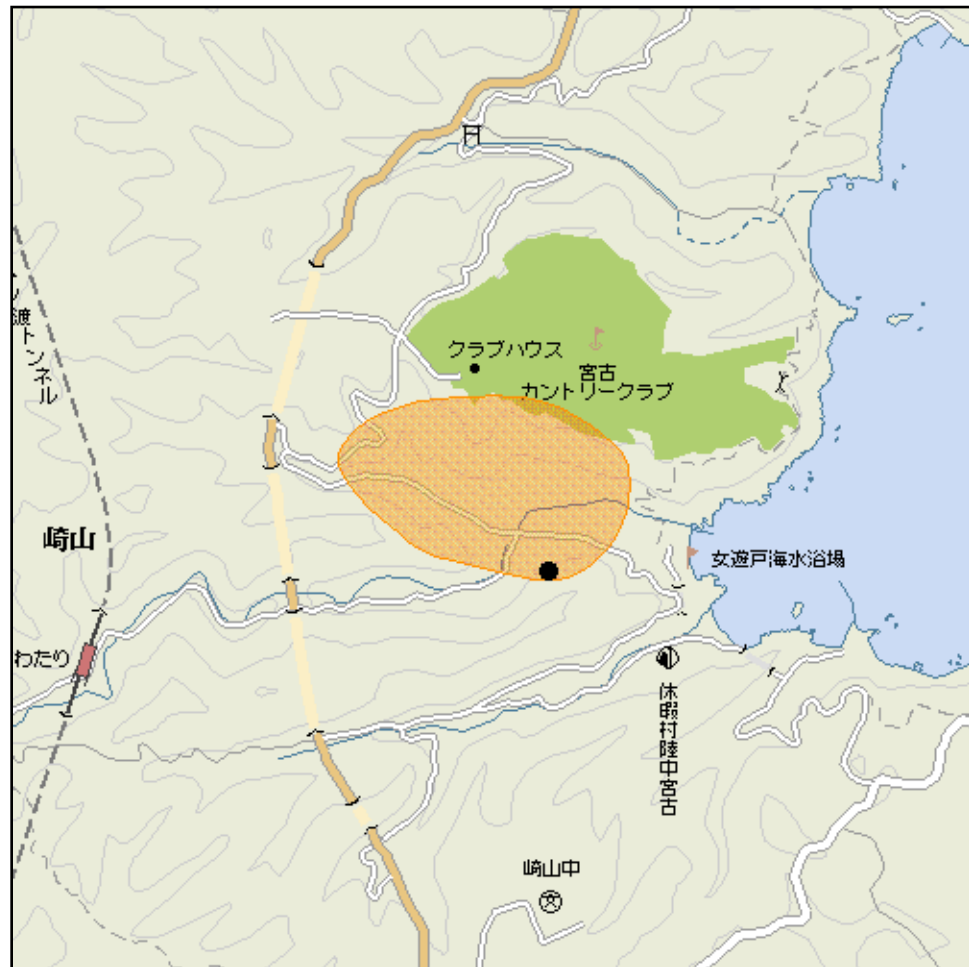 渡トンネル
クラブハウス
宮古
カントリークラブ
崎山
女遊戸海水浴場
わたり
休暇村陸中宮古
崎山中